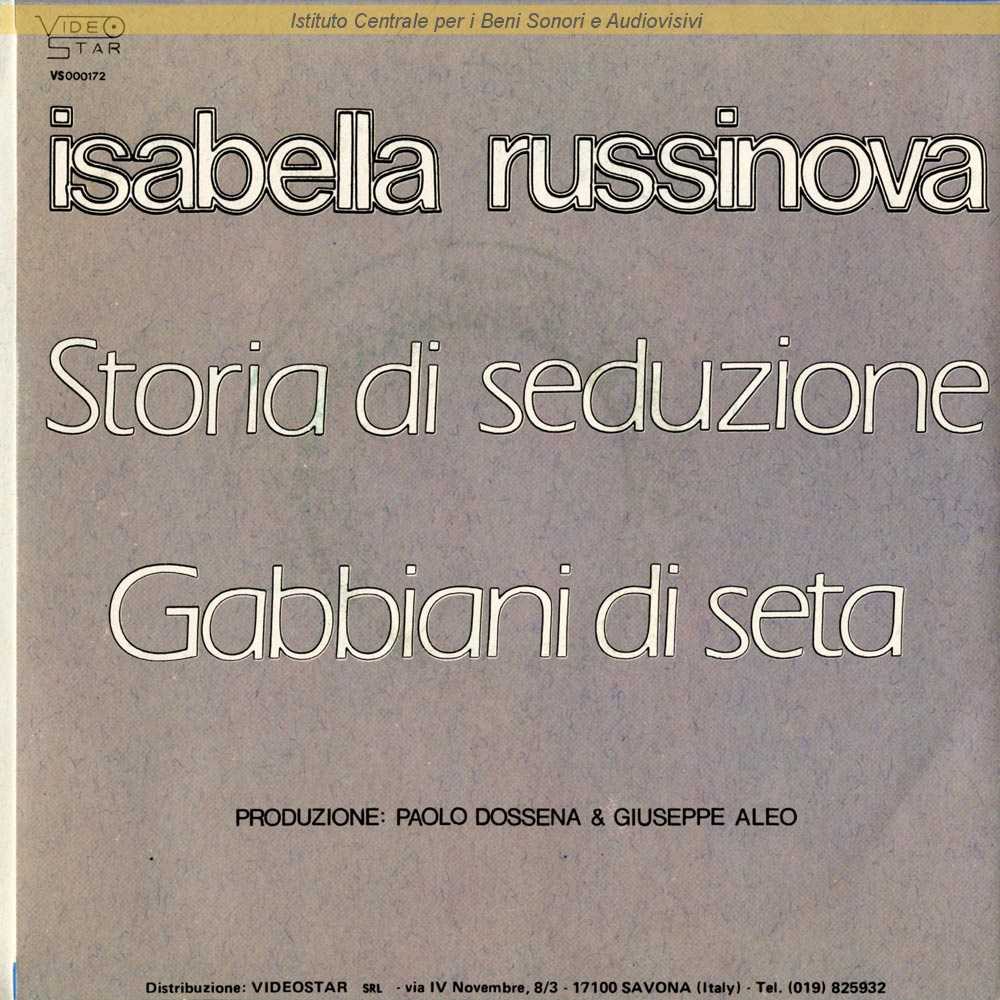 Istituto Centrale per i Beni Sonori e Audiovisivi
VIDEO
STAR
VS000172
isabella russinova
Storia di seduzione
Gabbiani di seta
PRODUZIONE: PAOLO DOSSENA & GIUSEPPE ALEO
Distribuzione: VIDEOSTAR SRL - via IV Novembre, 8/3 - 17100 SAVONA (Italy) - Tel. (019) 825932